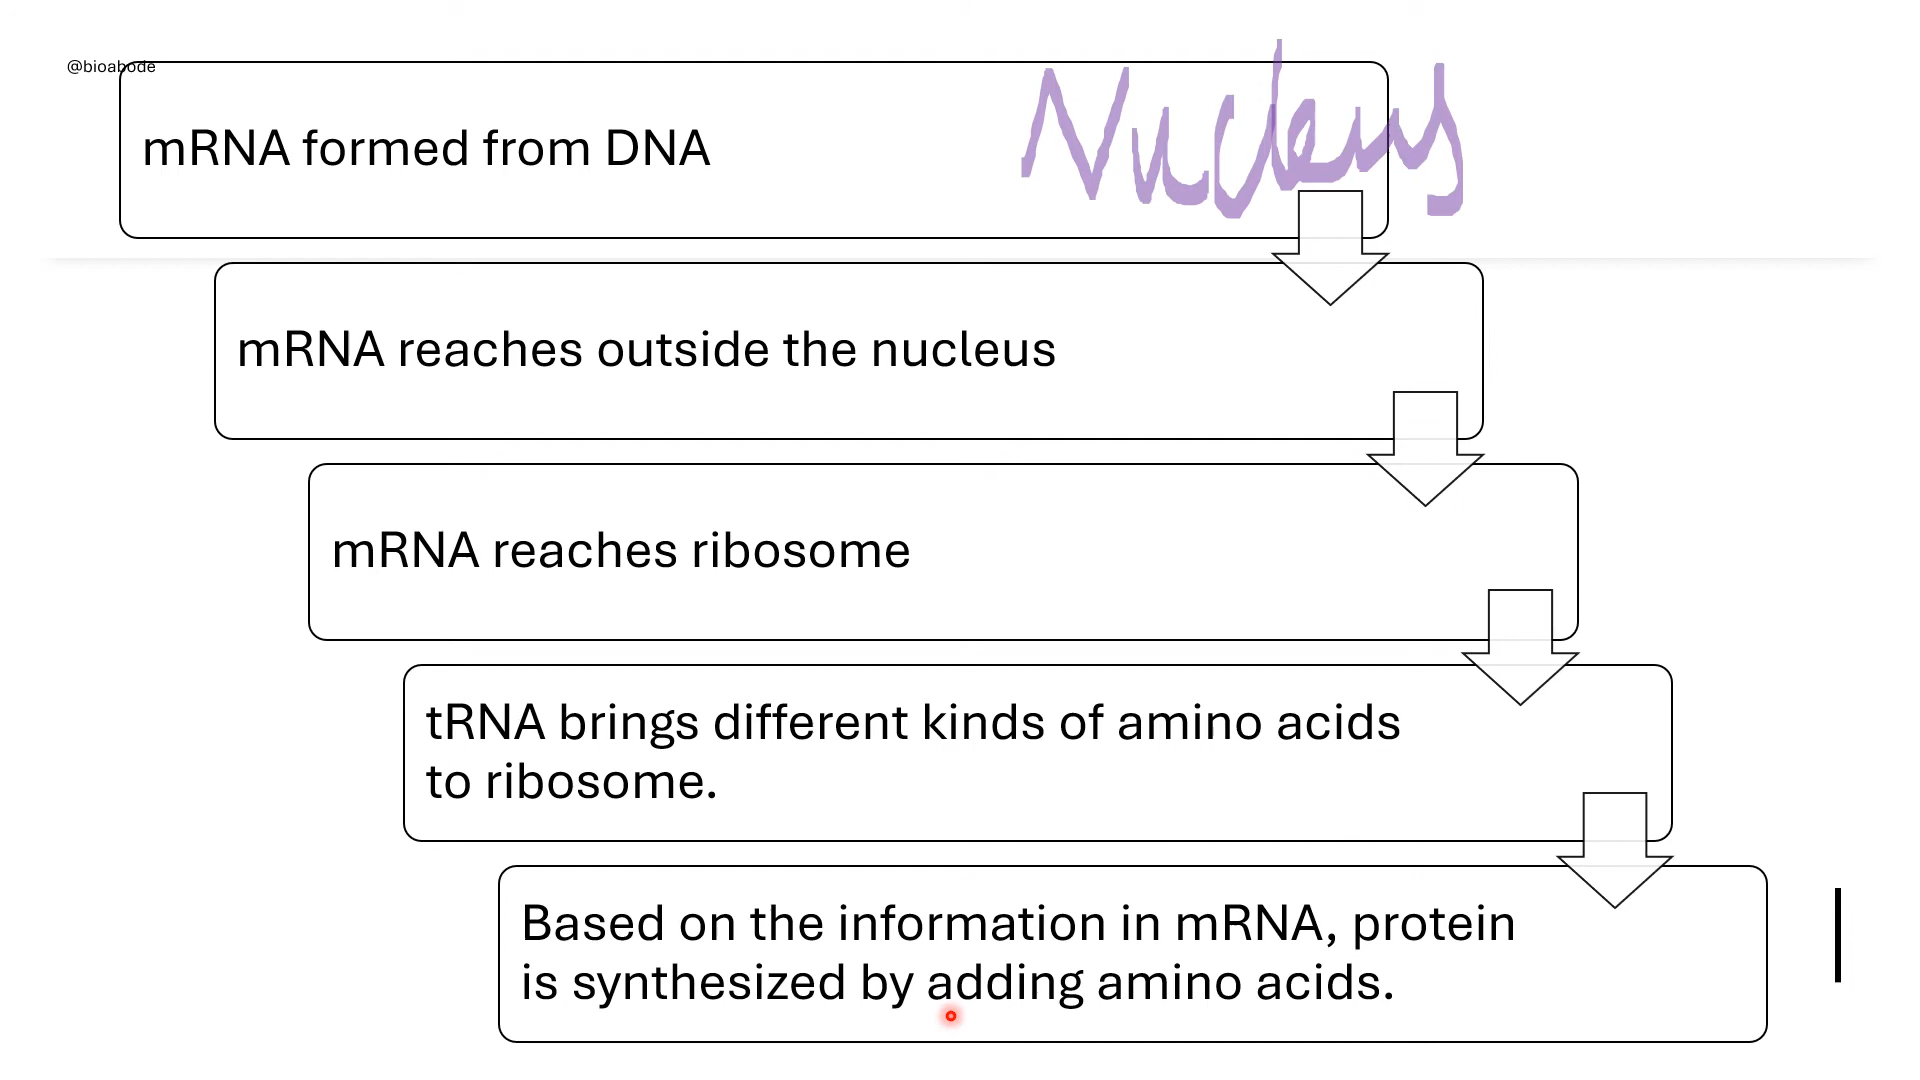 @bioabode
mRNA formed from DNA
Nucleus
mRNA reaches outside the nucleus
mRNA reaches ribosome
tRNA brings different kinds of amino acids
to ribosome.
Based on the information in mRNA, protein
is synthesized by adding amino acids.